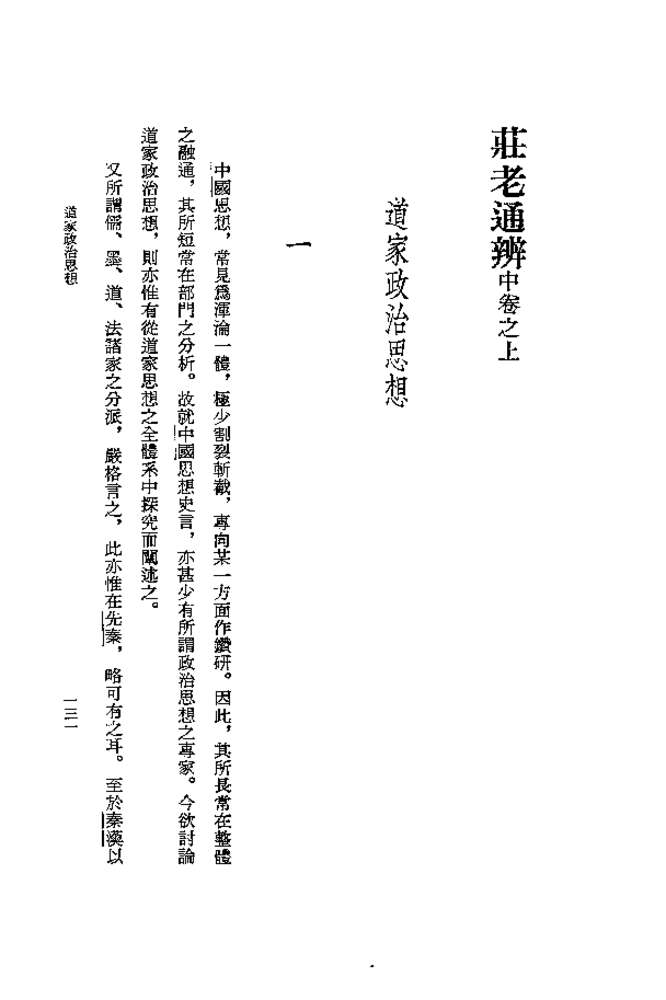 莊老通辨中卷之上
道家政治思想
一
中國思想，常見爲渾淪一體，極少割裂斬截，專向某一方面作鑽研。因此，其所長常在整體
之融通，其所短常在部門之分析。故就中國思想史言，亦甚少有所謂政治思想之專家。今欲討論
道家政治思想，則亦惟有從道家思想之全體系中探究而闡述之。
又所謂儒、墨、道、法諸家之分派，嚴格言之，此亦惟在先秦，略可有之耳。至於秦漢以
道家政治思想
一三一